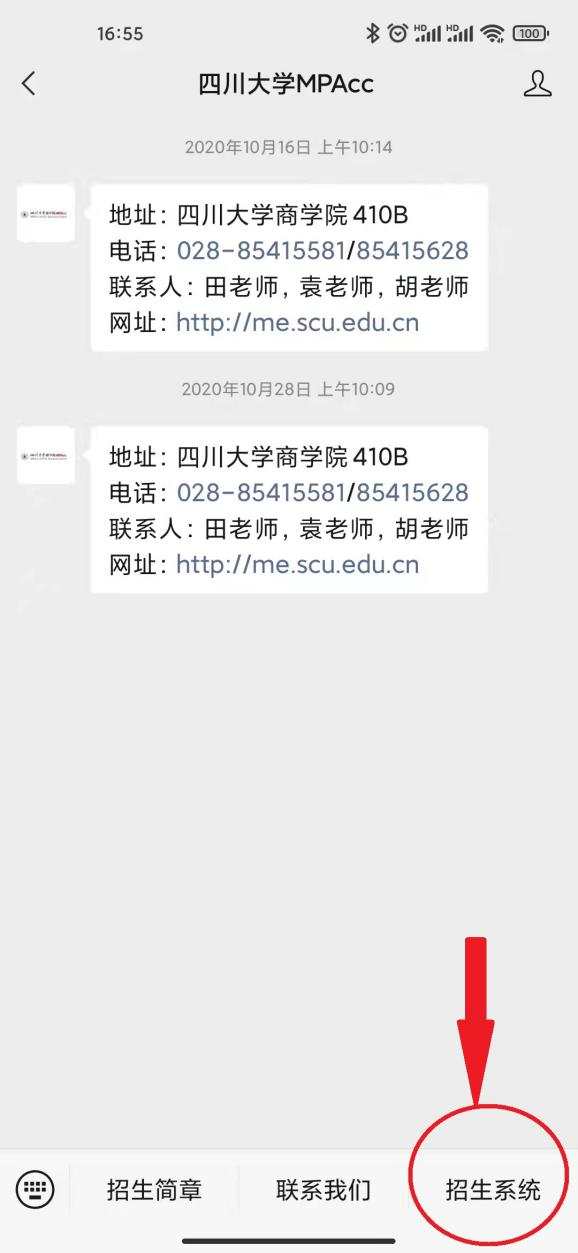 16:55
HD HD 100
四川大学MPAcc
2020年10月16日 上午10:14
地址：四川大学商学院410B
电话：028-85415581/85415628
联系人：田老师，袁老师，胡老师
网址：http://me.scu.edu.cn
2020年10月28日 上午10:09
地址：四川大学商学院410B
电话：028-85415581/85415628
联系人：田老师，袁老师，胡老师
网址：http://me.scu.edu.cn
招生简章 联系我们 招生系统